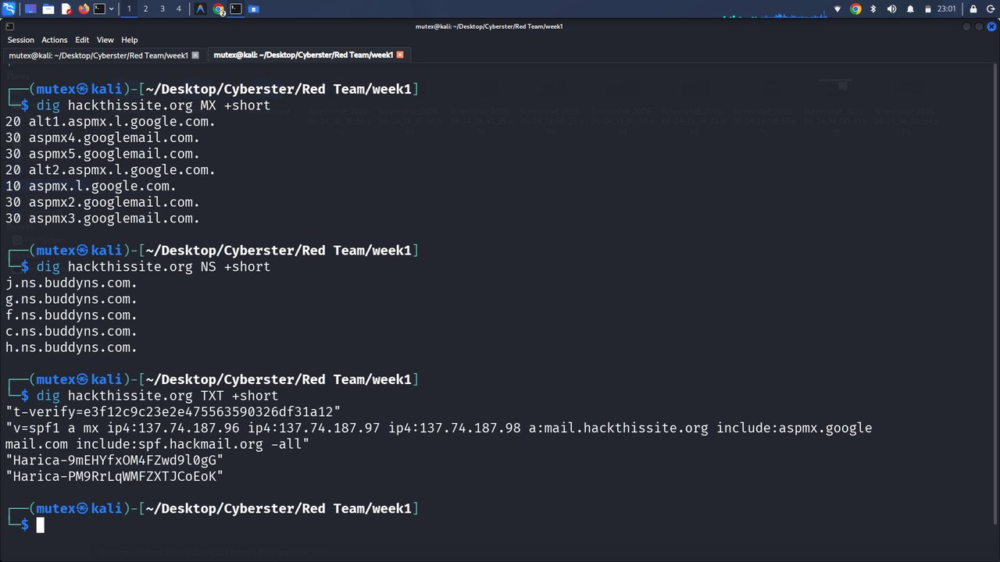 1 2 3 4 2 23:01
mutex@kali: ~/Desktop/Cyberster/Red Team/week1
Session Actions Edit View Help
mutex@kali: ~/Desktop/Cyberster/Red Team/week1 mutex@kali: ~/Desktop/Cyberster/Red Team/week1
┌──(mutex㉿kali)-[~/Desktop/Cyberster/Red Team/week1]
└─$ dig hackthissite.org MX +short
20 alt1.aspmx.l.google.com.
30 aspmx4.googlemail.com.
30 aspmx5.googlemail.com.
20 alt2.aspmx.l.google.com.
10 aspmx.l.google.com.
30 aspmx2.googlemail.com.
30 aspmx3.googlemail.com.
┌──(mutex㉿kali)-[~/Desktop/Cyberster/Red Team/week1]
└─$ dig hackthissite.org NS +short
j.ns.buddyns.com.
g.ns.buddyns.com.
f.ns.buddyns.com.
c.ns.buddyns.com.
h.ns.buddyns.com.
┌──(mutex㉿kali)-[~/Desktop/Cyberster/Red Team/week1]
└─$ dig hackthissite.org TXT +short
"t-verify=e3f12c9c23e2e475563590326df31a12"
"v=spf1 a mx ip4:137.74.187.96 ip4:137.74.187.97 ip4:137.74.187.98 a:mail.hackthissite.org include:aspmx.google
mail.com include:spf.hackmail.org -all"
"Harica-9mEHYfxOM4FZwd9l0gG"
"Harica-PM9RrLqWMFZXTJCoEoK"
┌──(mutex㉿kali)-[~/Desktop/Cyberster/Red Team/week1]
└─$